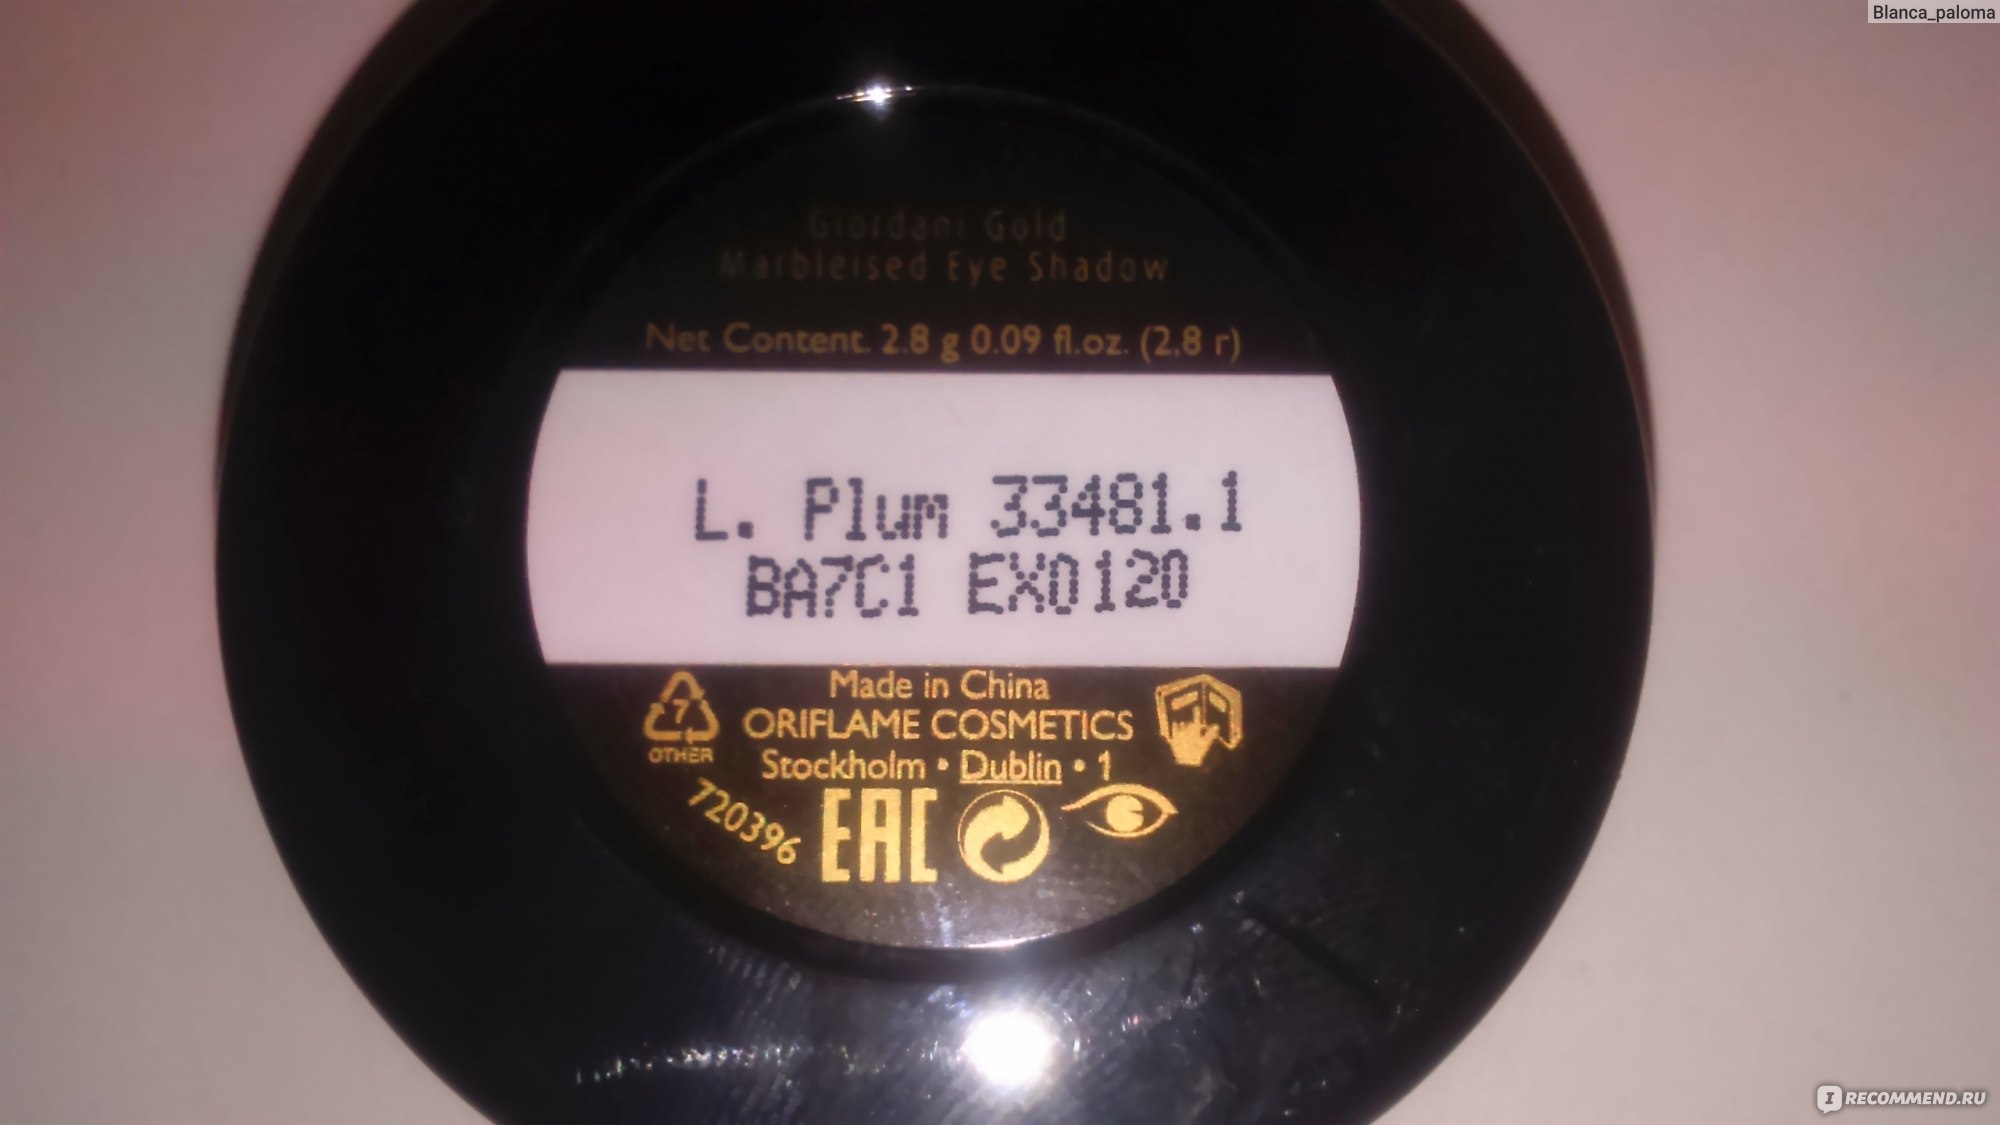 Blanca_paloma
Giordani Gold
Marbleised Eye Shadow
Net Content. 2.8 g 0.09 fl.oz. (2,8 г)
L. Plum 33481.1
BA7C1 EX0120
Made in China
ORIFLAME COSMETICS
Stockholm • Dublin • 1
7
OTHER
720396
EAC
IRECOMMEND.RU